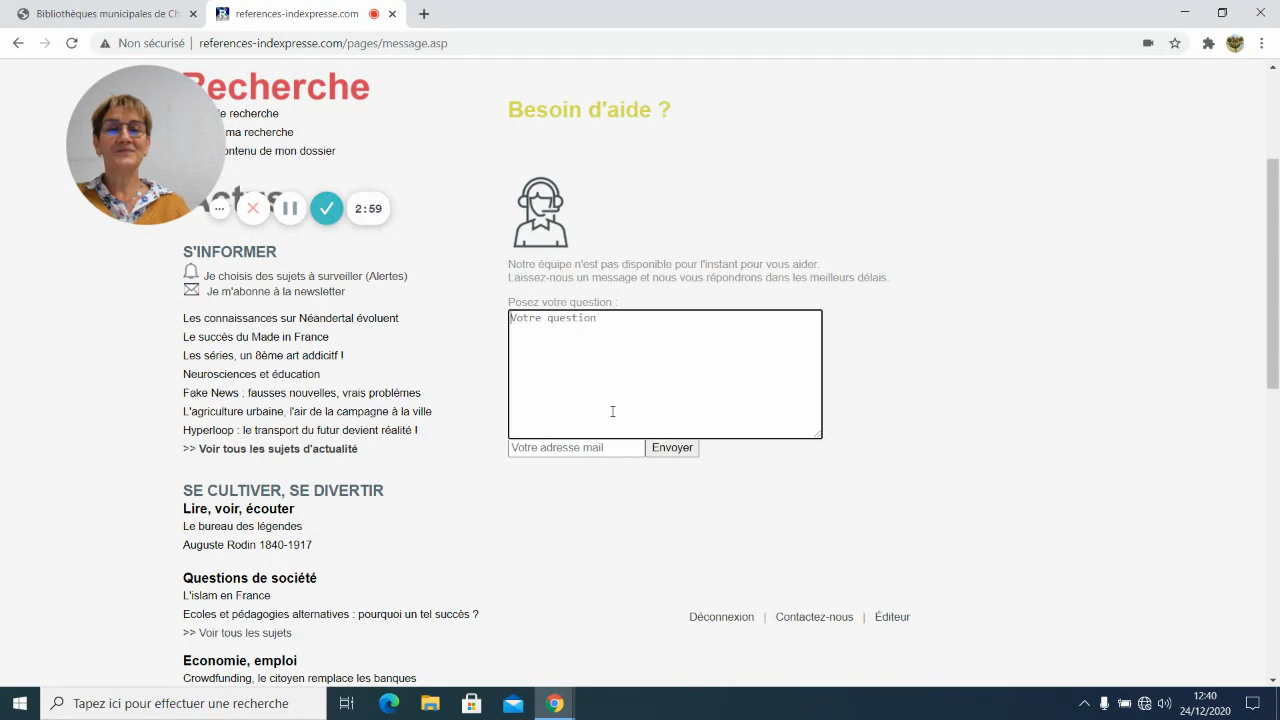 Bibliothèques municipales de Ch
references-indexpresse.com
Non sécurisé
references-indexpresse.com/pages/message.asp
Recherche
e recherche
ma recherche
ontenu de mon dossier
Actus
2:59
S'INFORMER
Je choisis des sujets à surveiller (Alertes)
Je m'abonne à la newsletter
Les connaissances sur Néandertal évoluent
Le succès du Made in France
Les séries, un 8ème art addicitf !
Neurosciences et éducation
Fake News : fausses nouvelles, vrais problèmes
L'agriculture urbaine, l'air de la campagne à la ville
Hyperloop : le transport du futur devient réalité !
>> Voir tous les sujets d'actualité
SE CULTIVER, SE DIVERTIR
Lire, voir, écouter
Le bureau des légendes
Auguste Rodin 1840-1917
Questions de société
L'islam en France
Ecoles et pédagogies alternatives : pourquoi un tel succès ?
>> Voir tous les sujets
Economie, emploi
Crowdfunding, le citoyen remplace les banques
Besoin d'aide ?
Notre équipe n'est pas disponible pour l'instant pour vous aider.
Laissez-nous un message et nous vous répondrons dans les meilleurs délais.
Posez votre question :
Votre question
Votre adresse mail
Envoyer
Déconnexion | Contactez-nous | Éditeur
Tapez ici pour effectuer une recherche
12:40
24/12/2020